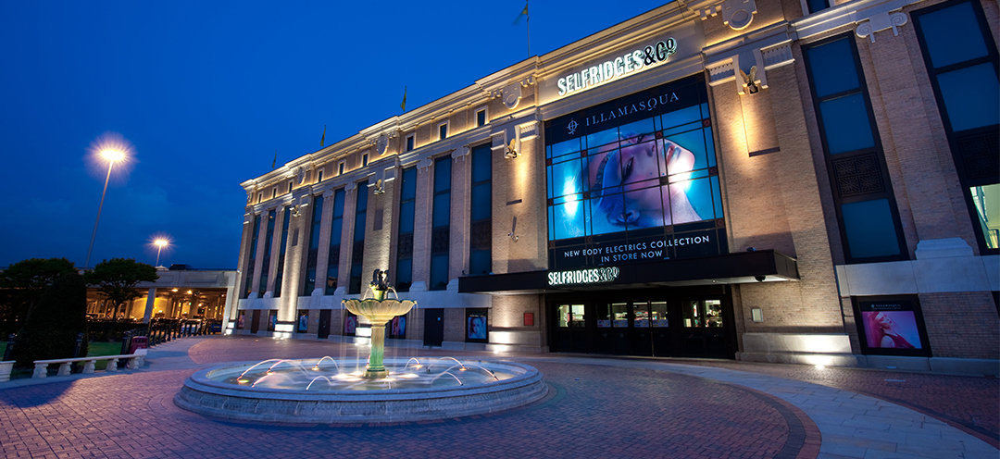 SELFRIDGES&CO
ILLAMASQUA
NEW BODY ELECTRICS COLLECTION
IN STORE NOW
SELFRIDGES&CO